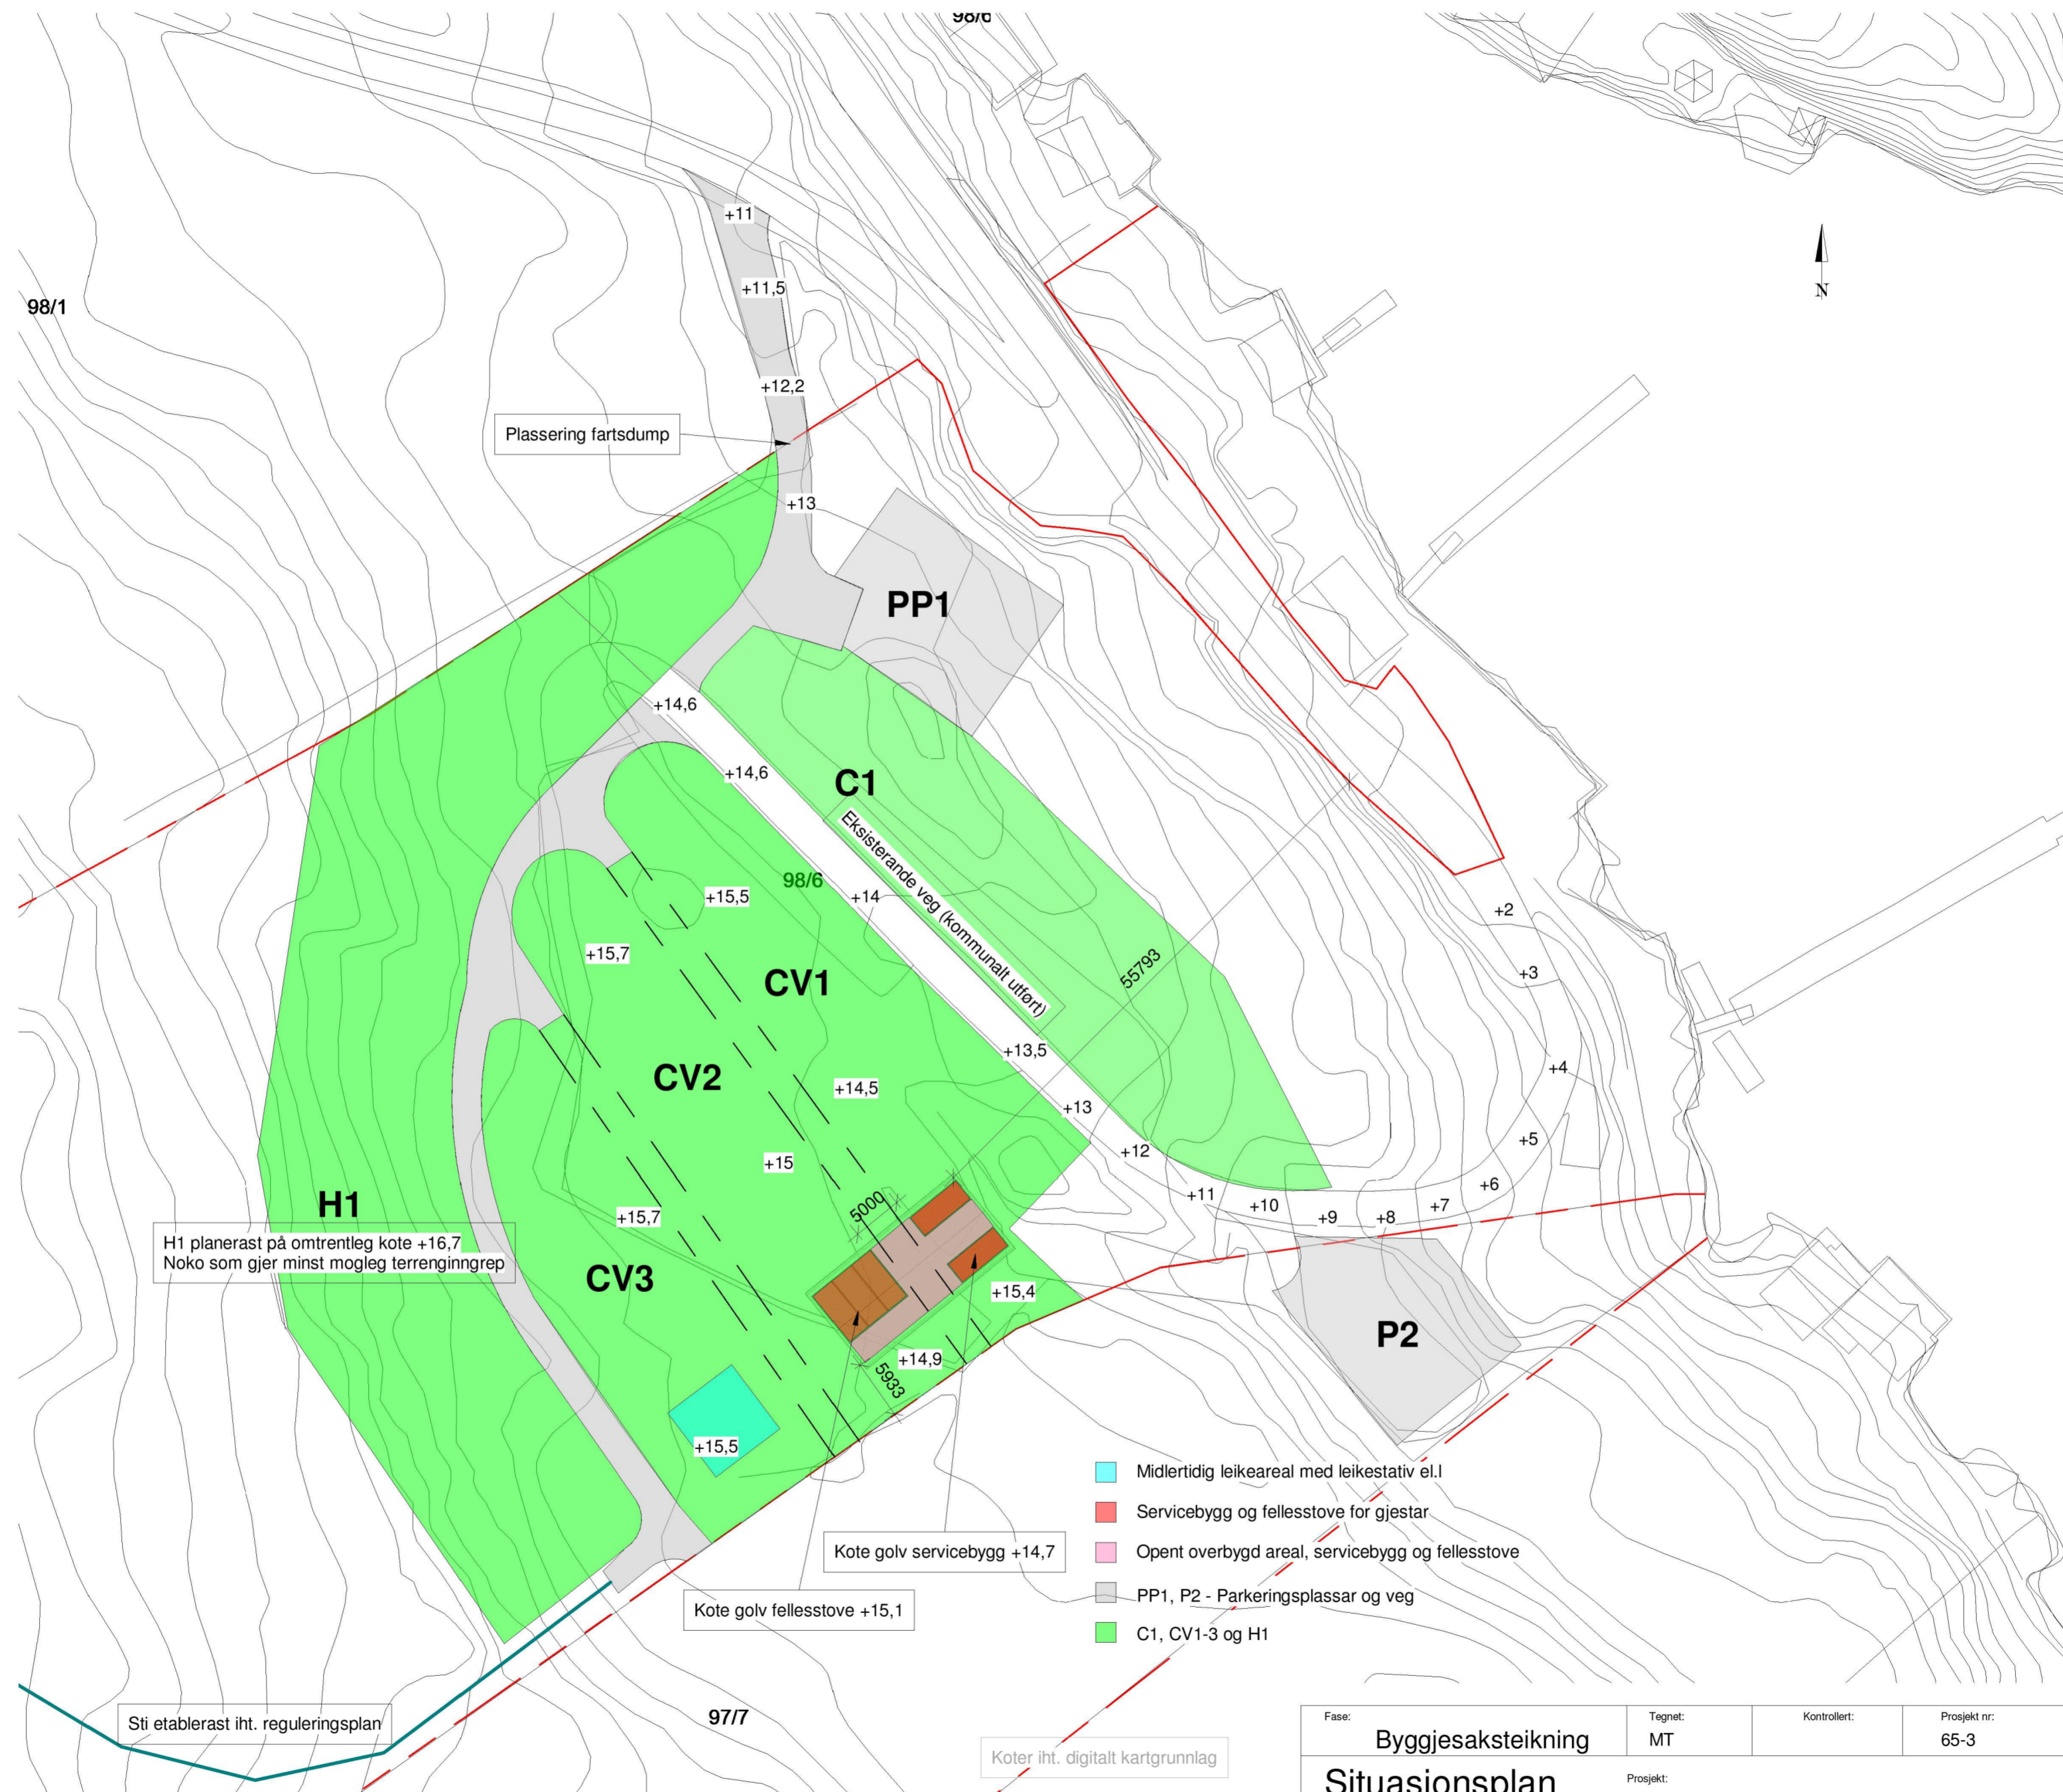 98/6
+11
+11,5
98/1
N
+12,2
Plassering fartsdump
+13
PP1
+14,6
+14,6
C1
Eksisterande veg (kommunalt utført)
98/6
+15,5
+14
+2
+15,7
55793
+3
CV1
+13,5
+4
CV2
+14,5
+13
+5
+12
+15
+6
+11
+10
+7
H1
5000
+15,7
+9
+8
H1 planerast på omtrentleg kote +16,7
Noko som gjer minst mogleg terrenginngrep
CV3
+15,4
P2
+14,9
5933
+15,5
Midlertidig leikeareal med leikestativ el.l
Servicebygg og fellesstove for gjestar
Opent overbygd areal, servicebygg og fellesstove
PP1, P2 - Parkeringsplassar og veg
C1, CV1-3 og H1
Kote golv servicebygg +14,7
Kote golv fellesstove +15,1
Sti etablerast iht. reguleringsplan
97/7
Koter iht. digitalt kartgrunnlag
Fase:
Byggjesaksteikning
Tegnet:
MT
Kontrollert:
Prosjekt nr:
65-3
Situasjonsplan
Prosjekt: